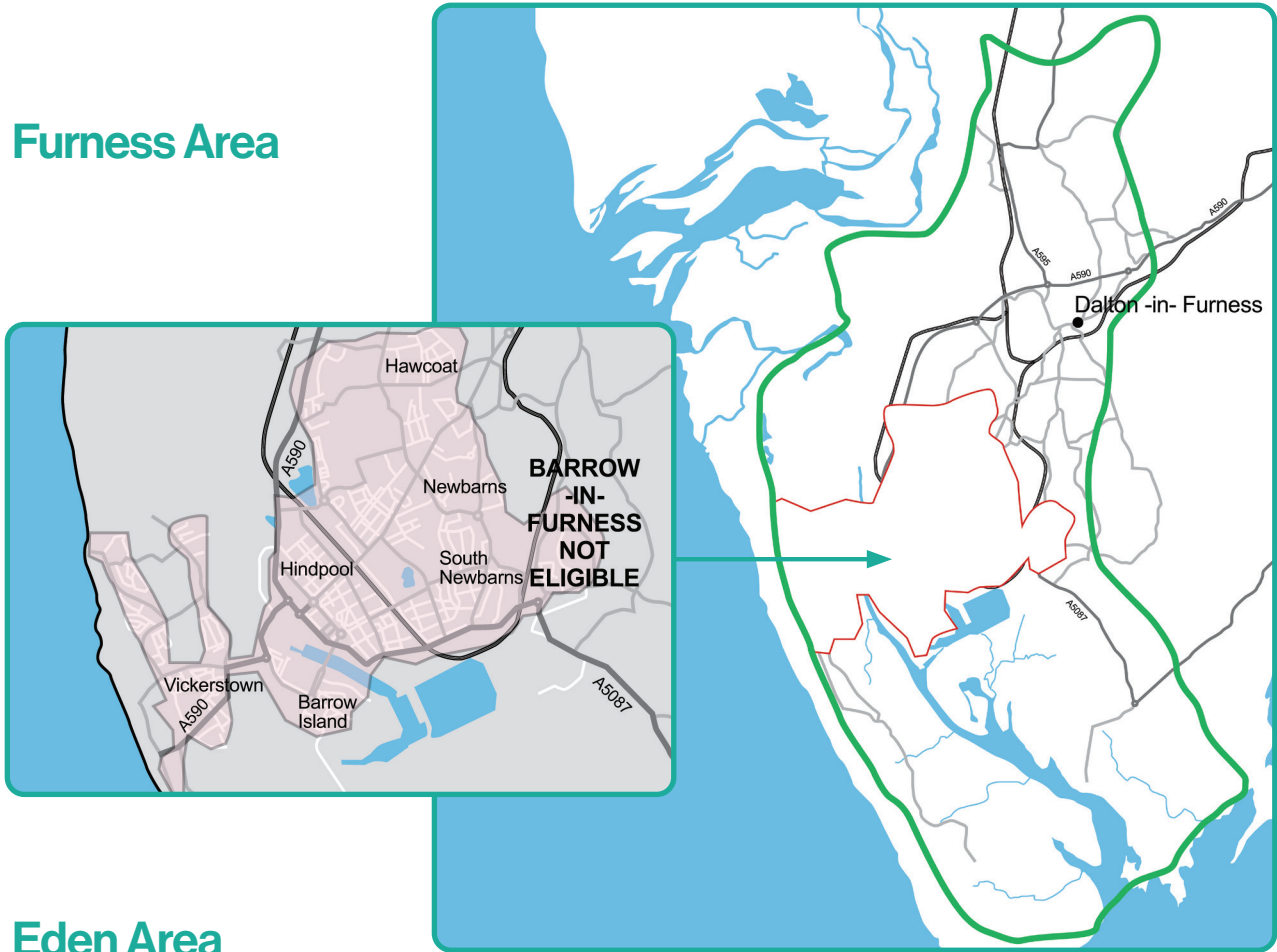 Furness Area
A590
A595
A590
Dalton -in- Furness
A5087
Hawcoat
A590
Newbarns
BARROW
-IN-
FURNESS
NOT
ELIGIBLE
Hindpool
South
Newbarns
Vickerstown
A590
Barrow
Island
A5087
Eden Area